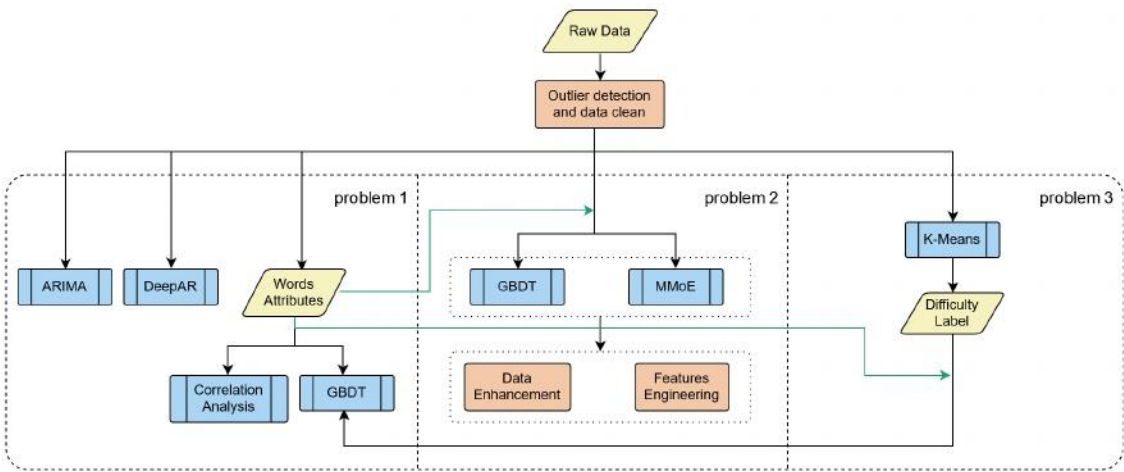 Raw Data
Outlier detection
and data clean
problem 1
problem 2
problem 3
K-Means
ARIMA
DeepAR
Words
Attributes
GBDT
MMoE
Difficulty
Label
Correlation
Analysis
GBDT
Data
Enhancement
Features
Engineering